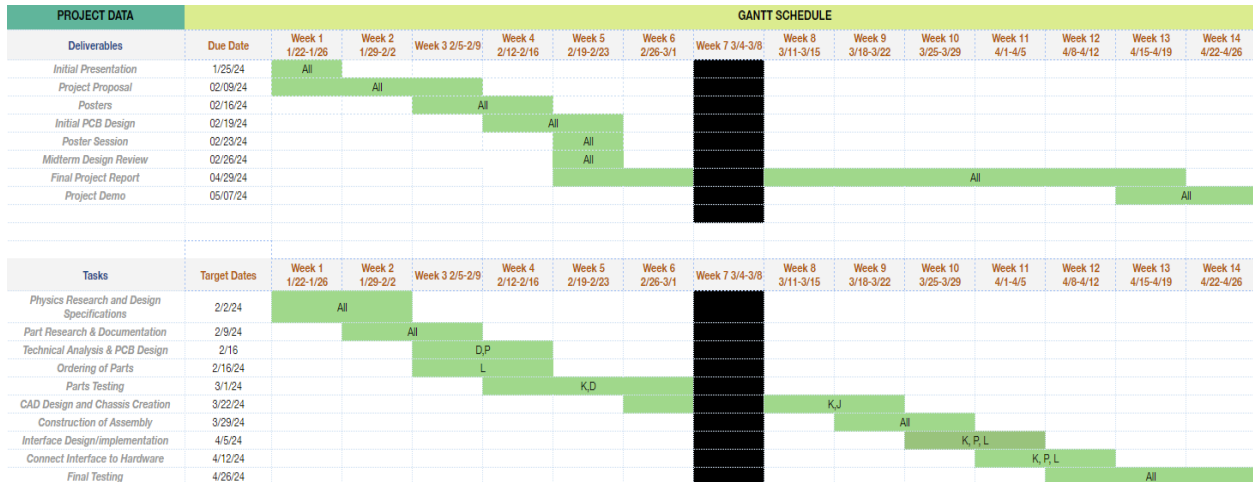 PROJECT DATA GANTT SCHEDULE
Deliverables Due Date Week 1 1/22-1/26 Week 2 1/29-2/2 Week 3 2/5-2/9 Week 4 2/12-2/16 Week 5 2/19-2/23 Week 6 2/26-3/1 Week 7 3/4-3/8 Week 8 3/11-3/15 Week 9 3/18-3/22 Week 10 3/25-3/29 Week 11 4/1-4/5 Week 12 4/8-4/12 Week 13 4/15-4/19 Week 14 4/22-4/26
Initial Presentation 1/25/24 All
Project Proposal 02/09/24 All
Posters 02/16/24 All
Initial PCB Design 02/19/24 All
Poster Session 02/23/24 All
Midterm Design Review 02/26/24 All
Final Project Report 04/29/24 All
Project Demo 05/07/24 All
Tasks Target Dates Week 1 1/22-1/26 Week 2 1/29-2/2 Week 3 2/5-2/9 Week 4 2/12-2/16 Week 5 2/19-2/23 Week 6 2/26-3/1 Week 7 3/4-3/8 Week 8 3/11-3/15 Week 9 3/18-3/22 Week 10 3/25-3/29 Week 11 4/1-4/5 Week 12 4/8-4/12 Week 13 4/15-4/19 Week 14 4/22-4/26
Physics Research and Design Specifications 2/2/24 All
Part Research & Documentation 2/9/24 All
Technical Analysis & PCB Design 2/16 D,P
Ordering of Parts 2/16/24 L
Parts Testing 3/1/24 K,D
CAD Design and Chassis Creation 3/22/24 K,J
Construction of Assembly 3/29/24 All
Interface Design/implementation 4/5/24 K, P, L
Connect Interface to Hardware 4/12/24 K, P, L
Final Testing 4/26/24 All